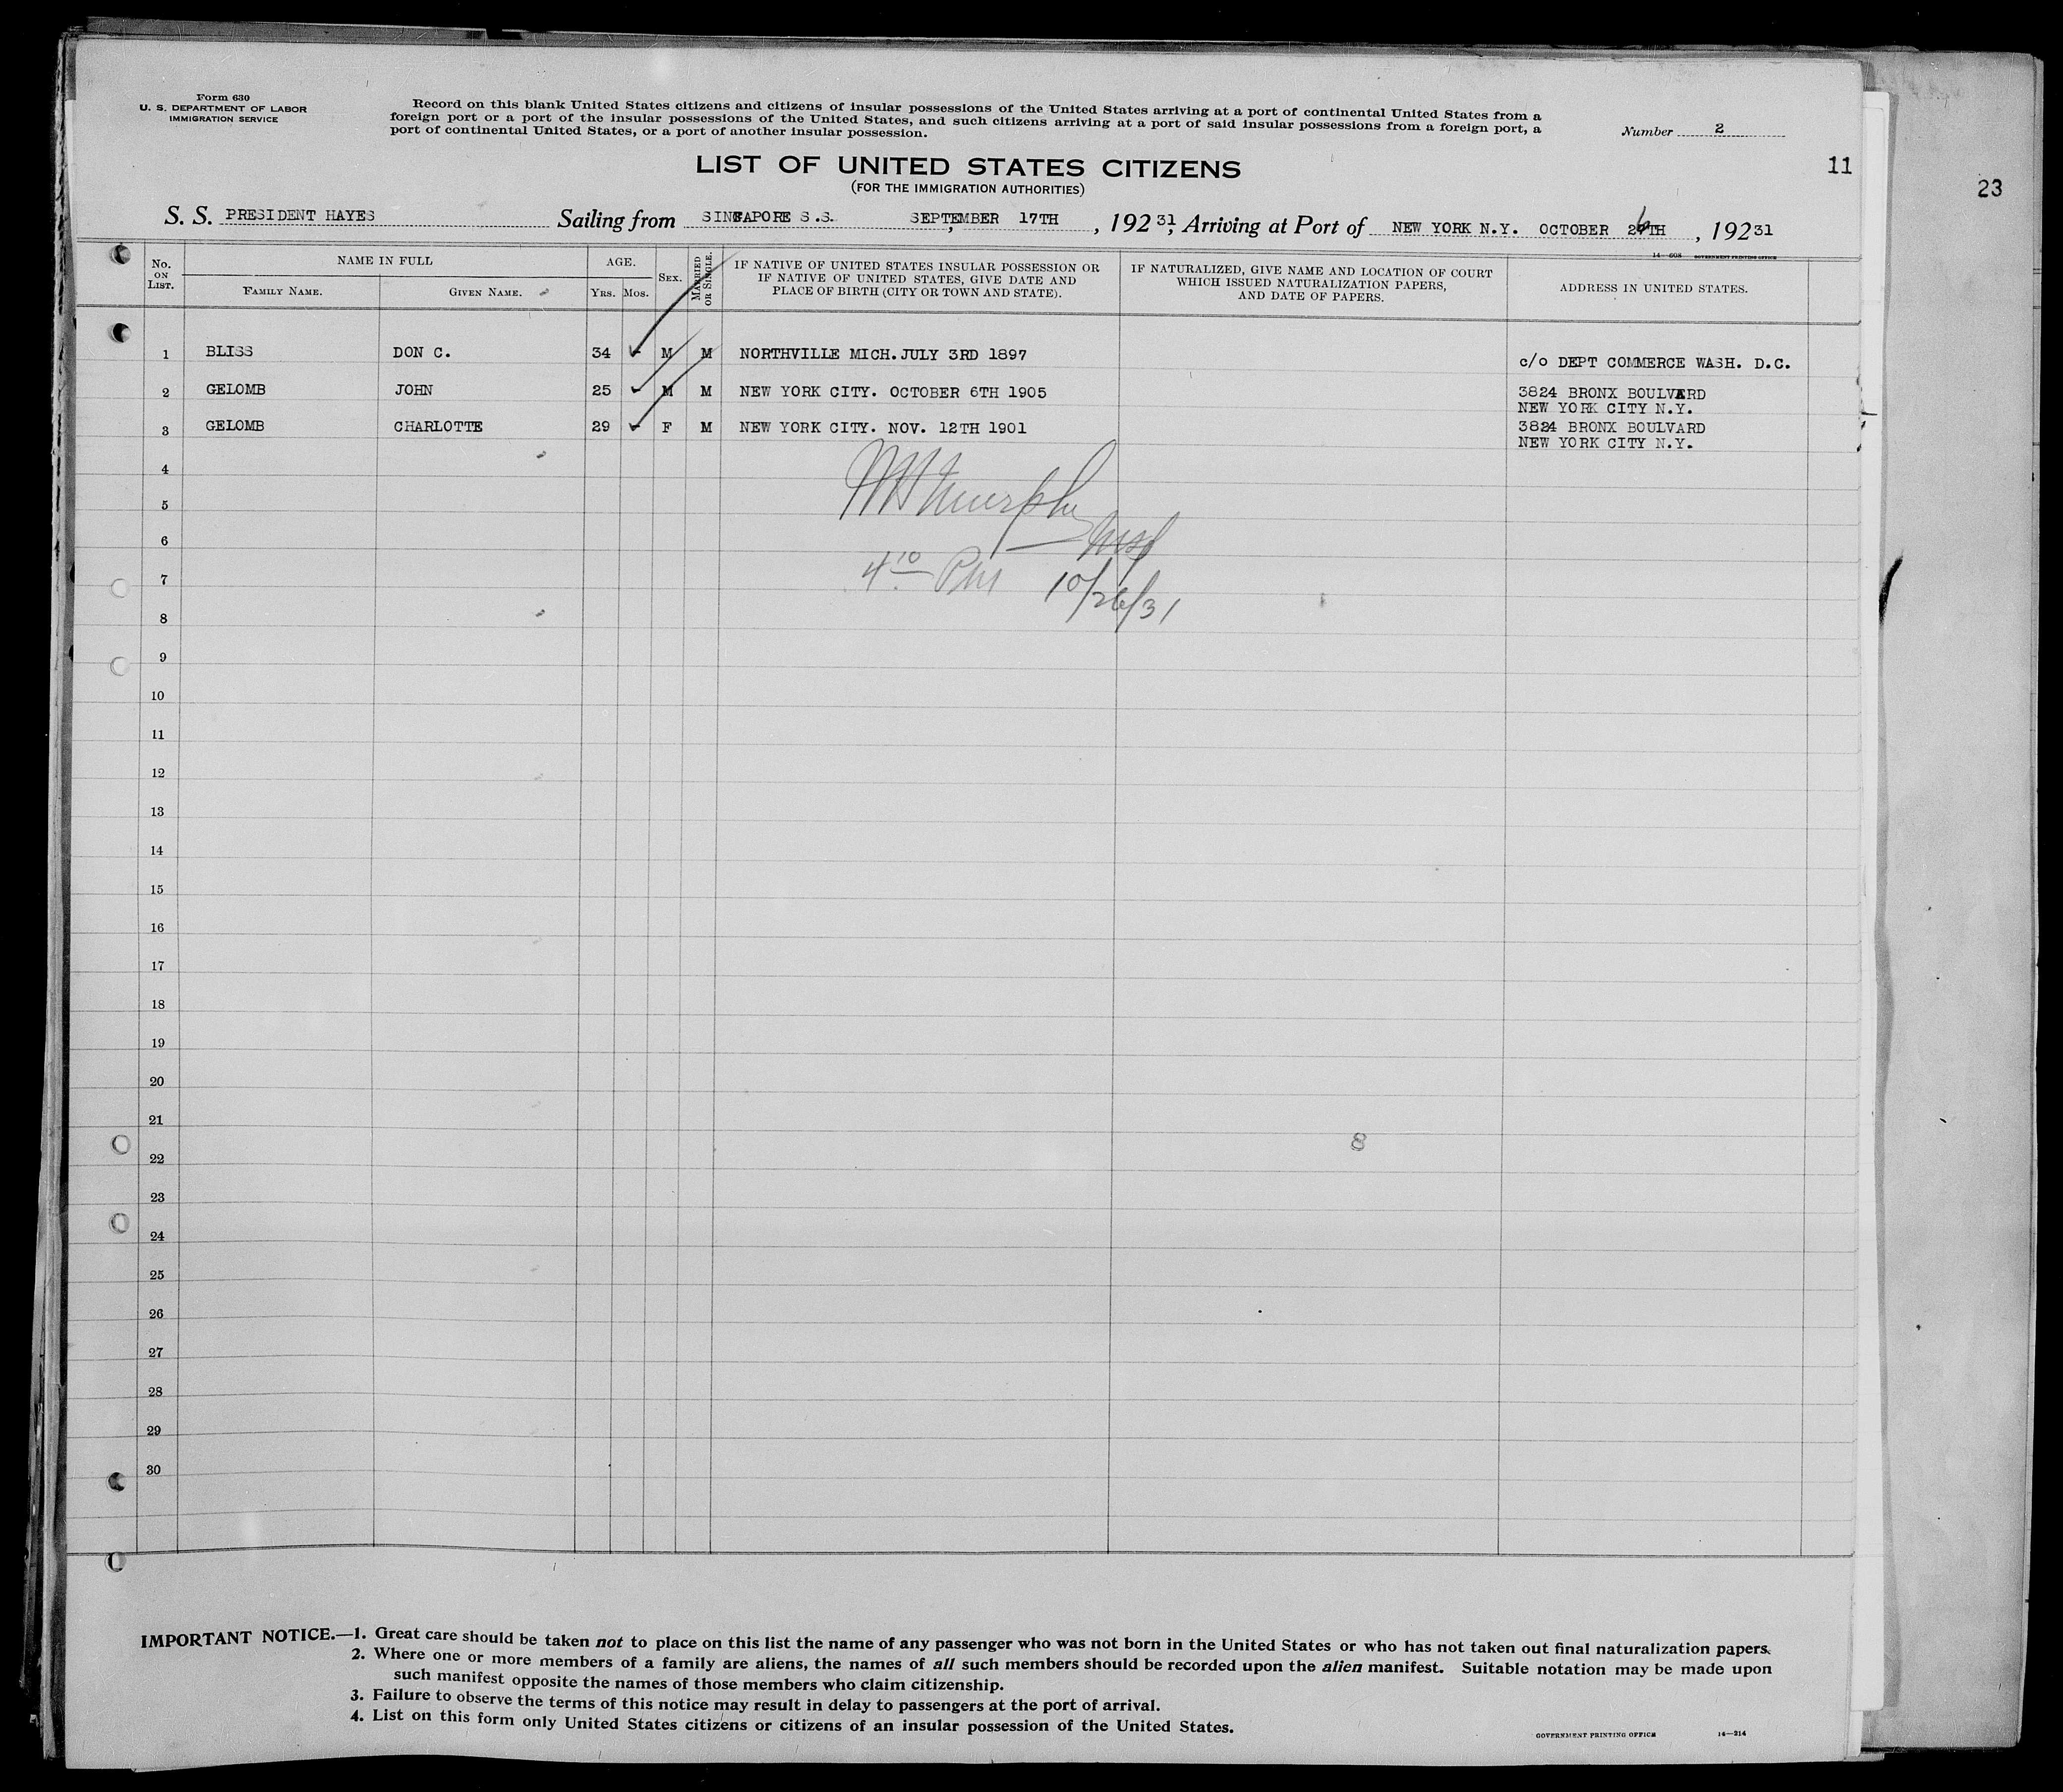 Form 630
U. S. DEPARTMENT OF LABOR
IMMIGRATION SERVICE
Record on this blank United States citizens and citizens of insular possessions of the United States arriving at a port of continental United States from a
foreign port or a port of the insular possessions of the United States, and such citizens arriving at a port of said insular possessions from a foreign port, a
port of continental United States, or a port of another insular possession.
Number 2
LIST OF UNITED STATES CITIZENS
(FOR THE IMMIGRATION AUTHORITIES)
11
23
S. S. PRESIDENT HAYES Sailing from SINGAPORE S.S. SEPTEMBER 17TH, 192 31, Arriving at Port of NEW YORK N.Y. OCTOBER 26TH, 192 31
14—608 GOVERNMENT PRINTING OFFICE
No. ON LIST. NAME IN FULL FAMILY NAME. GIVEN NAME. AGE. YRS. MOS. SEX. MARRIED OR SINGLE. IF NATIVE OF UNITED STATES INSULAR POSSESSION OR IF NATIVE OF UNITED STATES, GIVE DATE AND PLACE OF BIRTH (CITY OR TOWN AND STATE). IF NATURALIZED, GIVE NAME AND LOCATION OF COURT WHICH ISSUED NATURALIZATION PAPERS, AND DATE OF PAPERS. ADDRESS IN UNITED STATES.
1 BLISS DON C. 34 - M M NORTHVILLE MICH. JULY 3RD 1897 c/o DEPT COMMERCE WASH. D.C.
2 GELOMB JOHN 25 - M M NEW YORK CITY. OCTOBER 6TH 1905 3824 BRONX BOULVARD
NEW YORK CITY N.Y.
3 GELOMB CHARLOTTE 29 - F M NEW YORK CITY. NOV. 12TH 1901 3824 BRONX BOULVARD
NEW YORK CITY N.Y.
4
5 Murphy
6 Insp
7 4 10 PM 10/26/31
8
9
10
11
12
13
14
15
16
17
18
19
20
21
8
22
23
24
25
26
27
28
29
30
IMPORTANT NOTICE.—1. Great care should be taken not to place on this list the name of any passenger who was not born in the United States or who has not taken out final naturalization papers.
2. Where one or more members of a family are aliens, the names of all such members should be recorded upon the alien manifest. Suitable notation may be made upon
such manifest opposite the names of those members who claim citizenship.
3. Failure to observe the terms of this notice may result in delay to passengers at the port of arrival.
4. List on this form only United States citizens or citizens of an insular possession of the United States.
GOVERNMENT PRINTING OFFICE 14—214